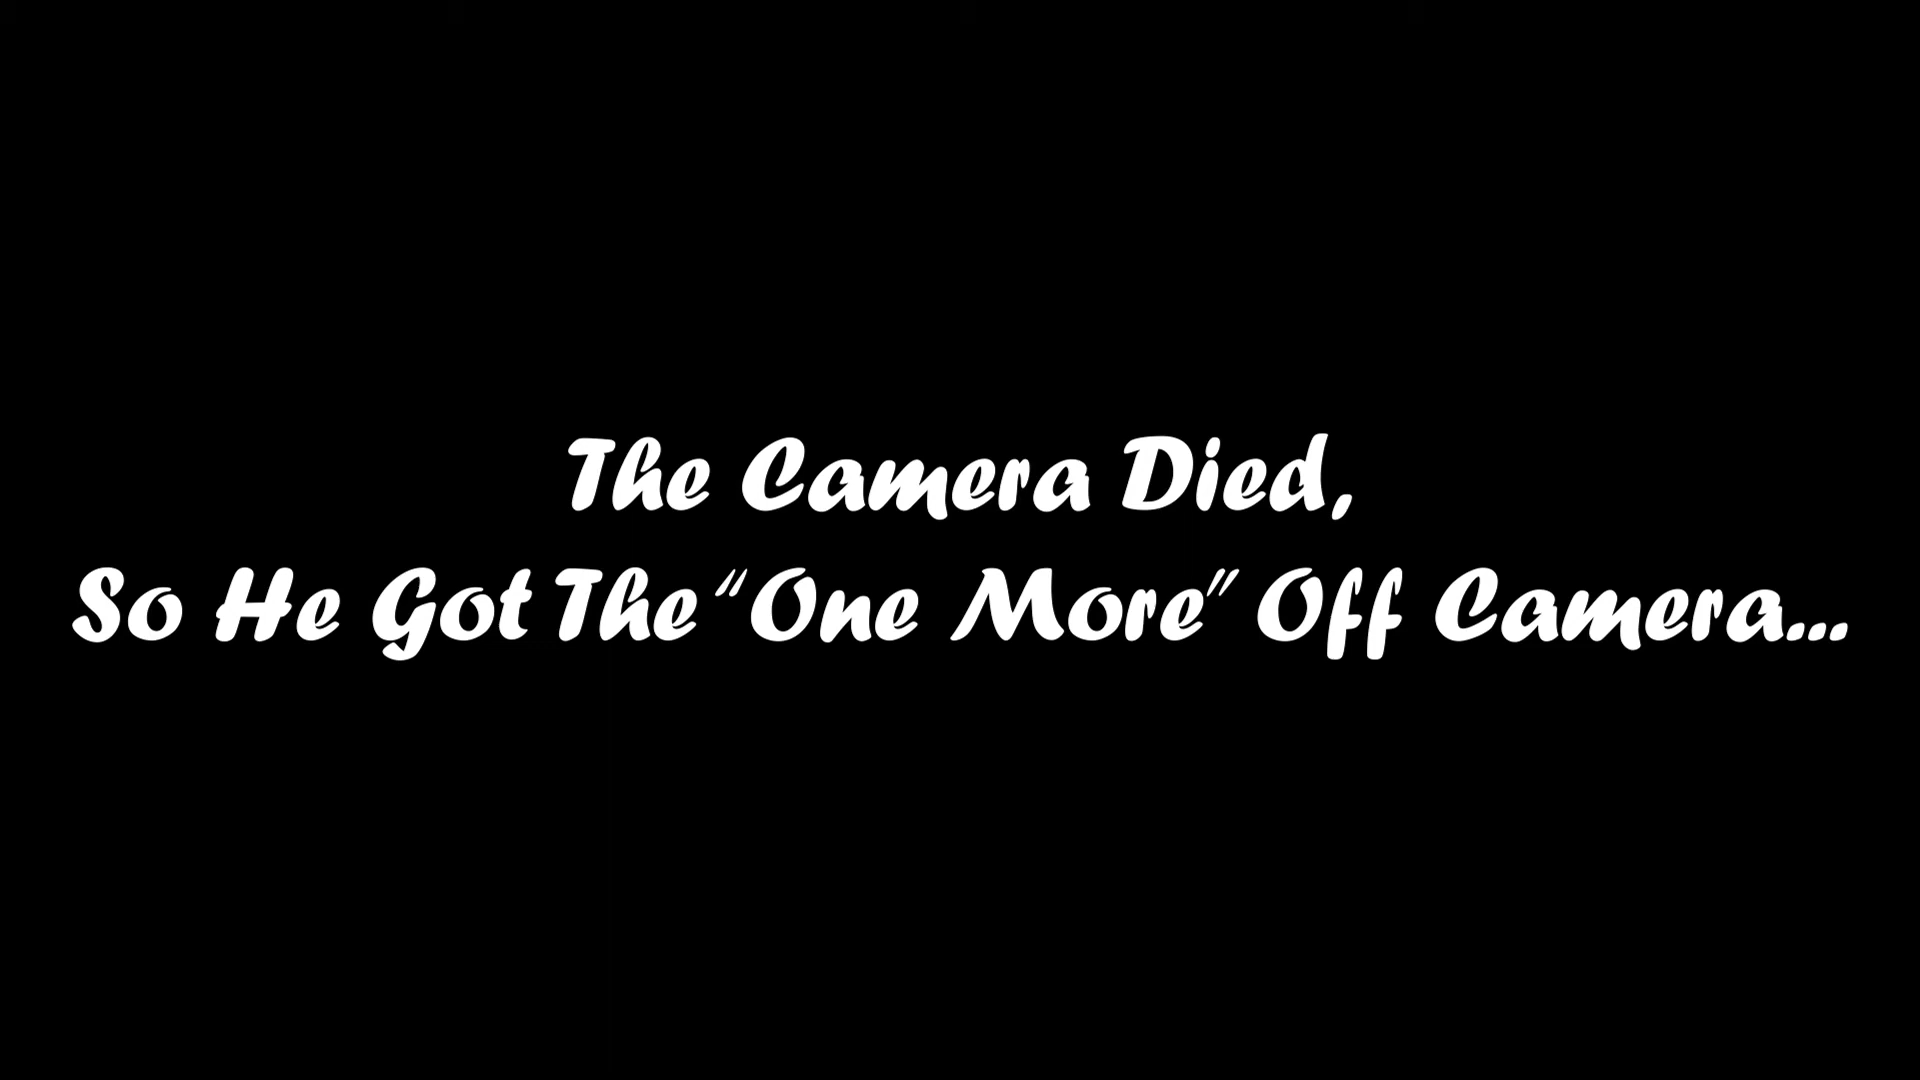 The Camera Died,
So He Got The “One More” Off Camera...